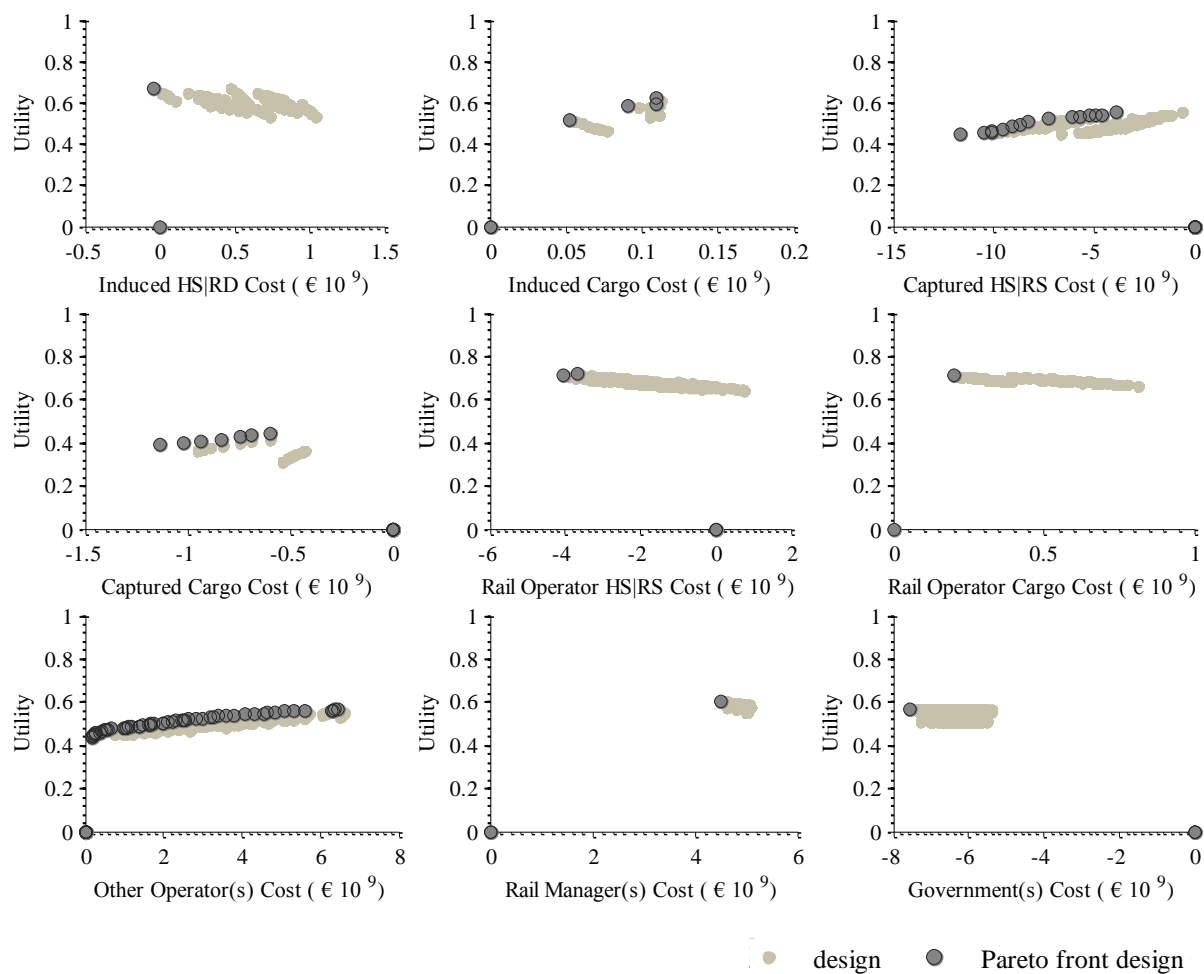 1
0.8
0.6
0.4
0.2
0
Utility
-0.5 0 0.5 1 1.5
Induced HS|RD Cost ( € 10 9)
1
0.8
0.6
0.4
0.2
0
Utility
0 0.05 0.1 0.15 0.2
Induced Cargo Cost ( € 10 9)
1
0.8
0.6
0.4
0.2
0
Utility
-15 -10 -5 0
Captured HS|RS Cost ( € 10 9)
1
0.8
0.6
0.4
0.2
0
Utility
-1.5 -1 -0.5 0
Captured Cargo Cost ( € 10 9)
1
0.8
0.6
0.4
0.2
0
Utility
-6 -4 -2 0 2
Rail Operator HS|RS Cost ( € 10 9)
1
0.8
0.6
0.4
0.2
0
Utility
0 0.5 1
Rail Operator Cargo Cost ( € 10 9)
1
0.8
0.6
0.4
0.2
0
Utility
0 2 4 6 8
Other Operator(s) Cost ( € 10 9)
1
0.8
0.6
0.4
0.2
0
Utility
0 2 4 6
Rail Manager(s) Cost ( € 10 9)
1
0.8
0.6
0.4
0.2
0
Utility
-8 -6 -4 -2 0
Government(s) Cost ( € 10 9)
design Pareto front design